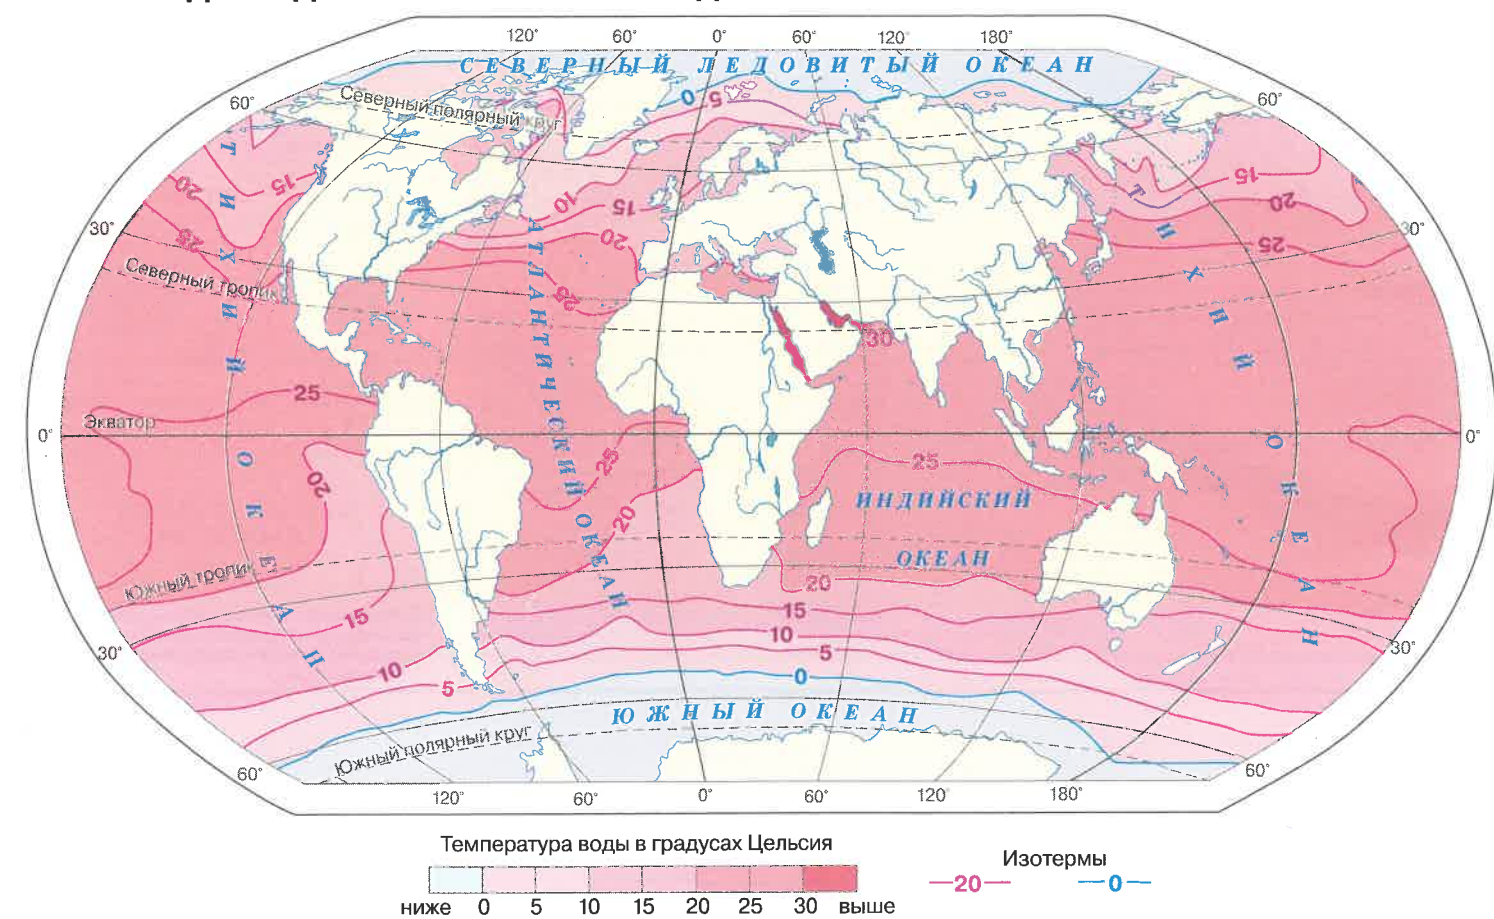 120° 60° 0° 60° 120° 180°
СЕВЕРНЫЙ ЛЕДОВИТЫЙ ОКЕАН
60° 60°
Северный полярный круг
0
5
10
15
20
25
15
20
25
15
20
25
30° 30°
Северный тропик
ТИХИЙ ОКЕАН
АТЛАНТИЧЕСКИЙ ОКЕАН
ТИХИЙ ОКЕАН
30
25
Экватор
0° 0°
20
25
20
25
ИНДИЙСКИЙ
ОКЕАН
Южный тропик
20
15
15
10
10
5
5
0
30° 30°
ЮЖНЫЙ ОКЕАН
Южный полярный круг
60° 60°
120° 60° 0° 60° 120° 180°
Температура воды в градусах Цельсия
ниже 0 5 10 15 20 25 30 выше
Изотермы
20 0